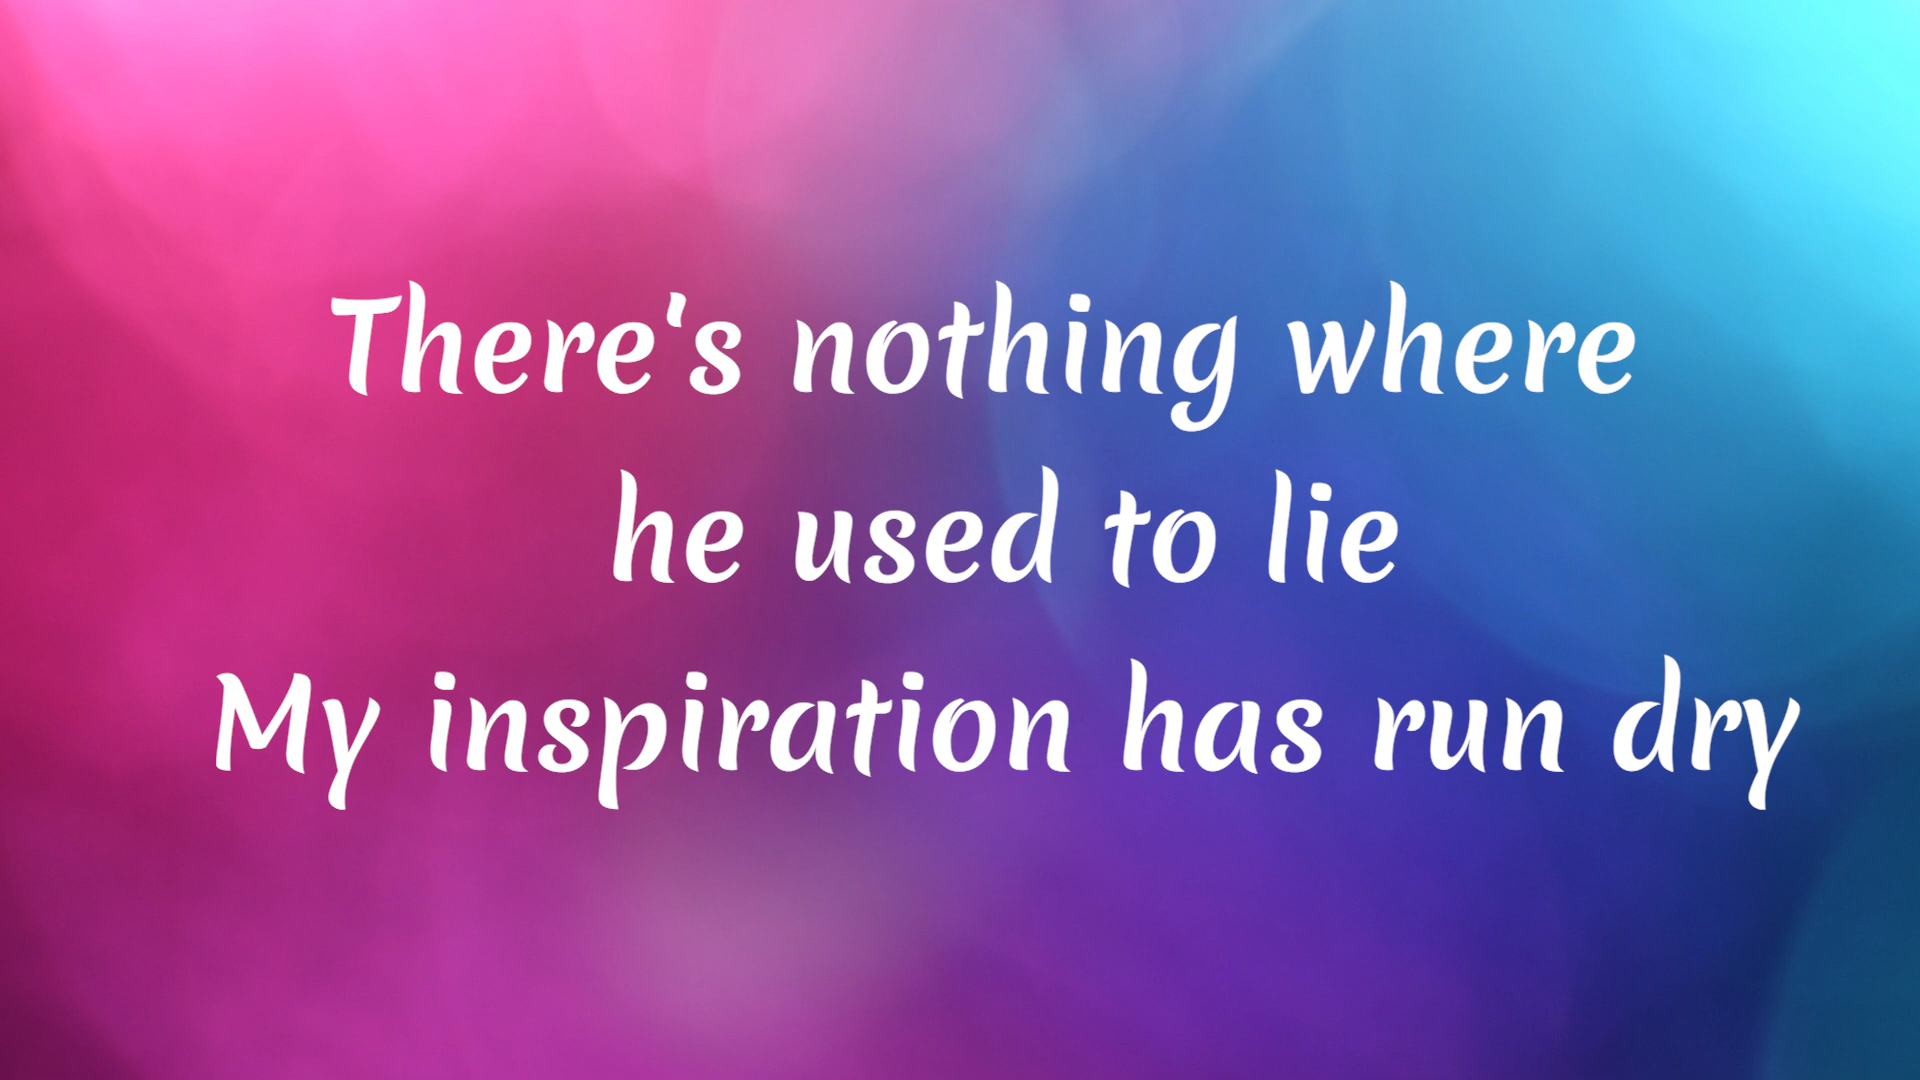 There's nothing where
he used to lie
My inspiration has run dry